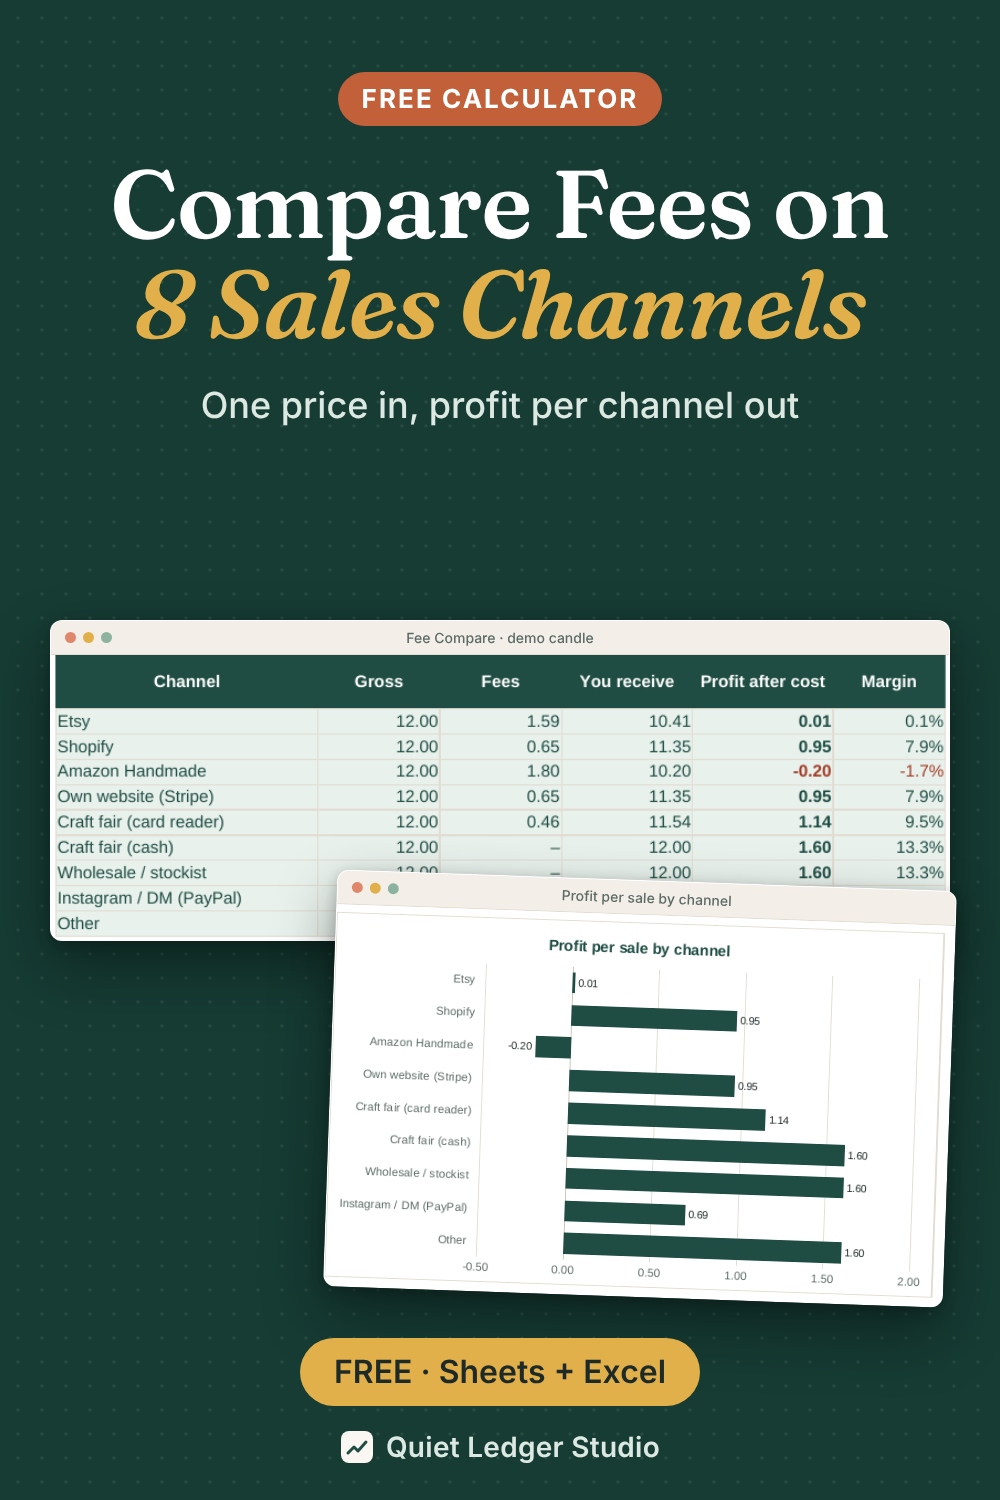 FREE CALCULATOR
Compare Fees on
8 Sales Channels
One price in, profit per channel out
Fee Compare · demo candle
Channel Gross Fees You receive Profit after cost Margin
Etsy 12.00 1.59 10.41 0.01 0.1%
Shopify 12.00 0.65 11.35 0.95 7.9%
Amazon Handmade 12.00 1.80 10.20 -0.20 -1.7%
Own website (Stripe) 12.00 0.65 11.35 0.95 7.9%
Craft fair (card reader) 12.00 0.46 11.54 1.14 9.5%
Craft fair (cash) 12.00 – 12.00 1.60 13.3%
Wholesale / stockist 12.00 – 12.00 1.60 13.3%
Instagram / DM (PayPal)
Other
Profit per sale by channel
Profit per sale by channel
Etsy 0.01
Shopify 0.95
Amazon Handmade -0.20
Own website (Stripe) 0.95
Craft fair (card reader) 1.14
Craft fair (cash) 1.60
Wholesale / stockist 1.60
Instagram / DM (PayPal) 0.69
Other 1.60
-0.50 0.00 0.50 1.00 1.50 2.00
FREE · Sheets + Excel
Quiet Ledger Studio